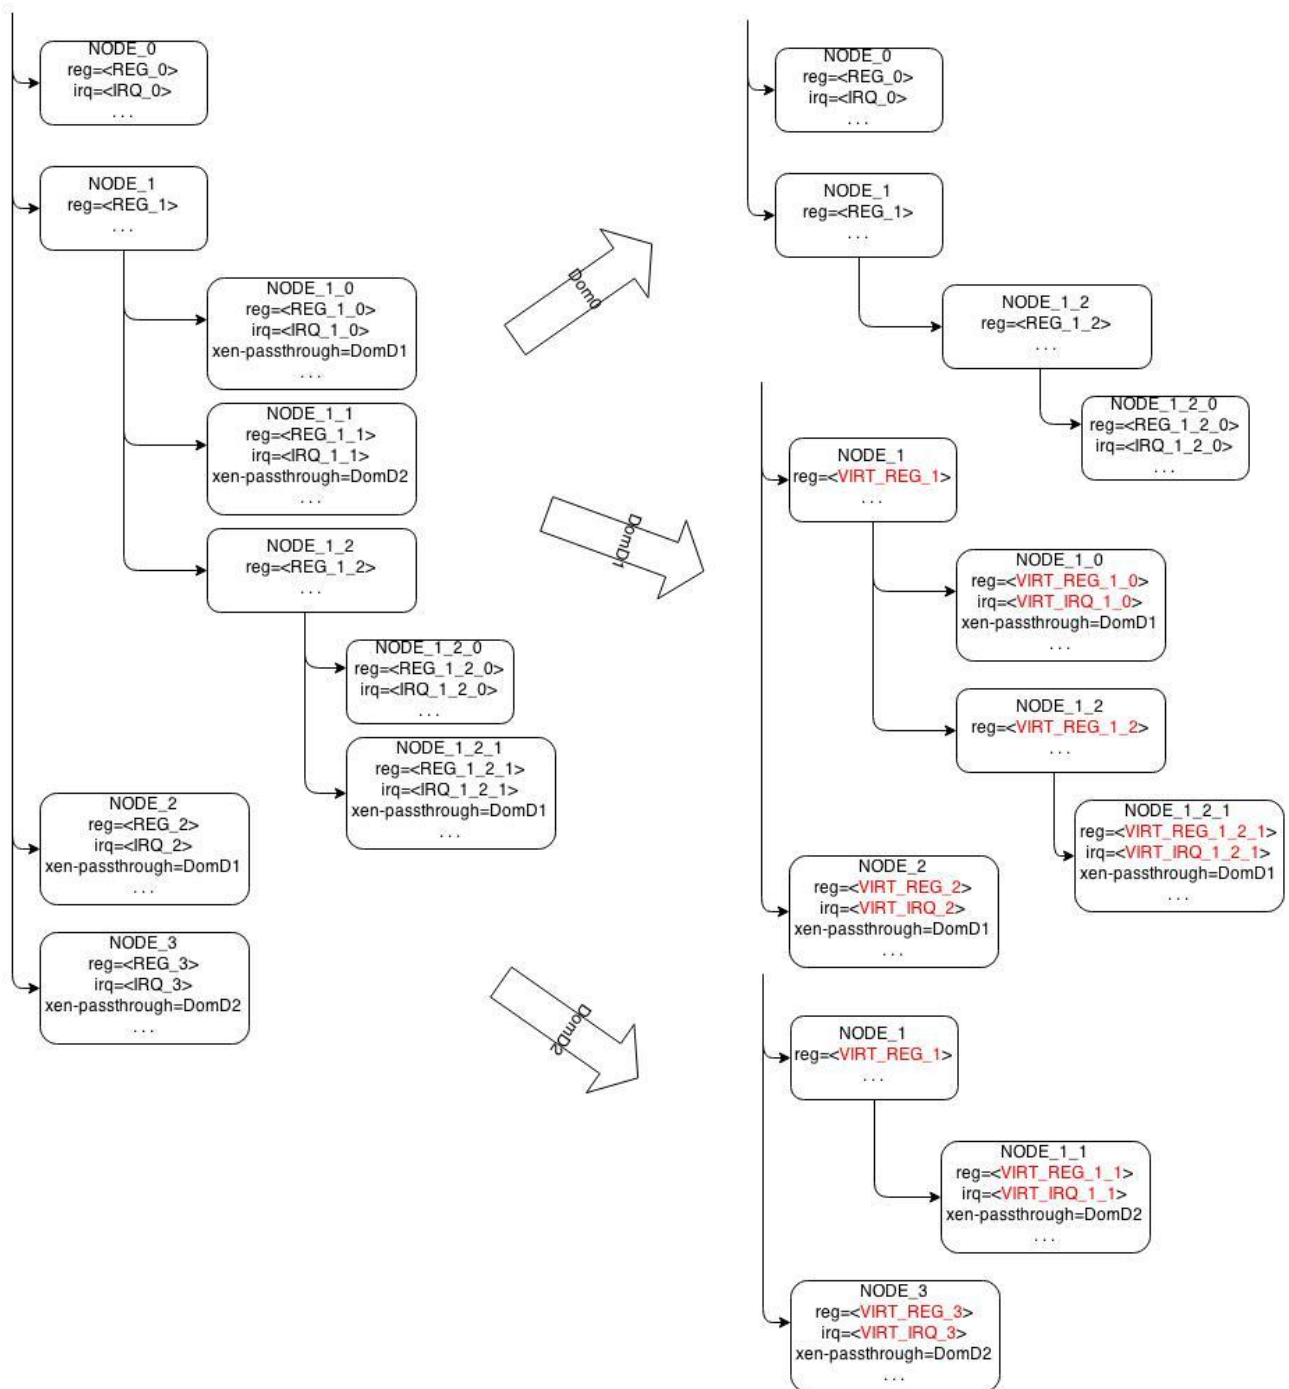 NODE_0
reg=<REG_0>
irq=<IRQ_0>
. . .
NODE_1
reg=<REG_1>
. . .
NODE_1_0
reg=<REG_1_0>
irq=<IRQ_1_0>
xen-passthrough=DomD1
. . .
NODE_1_1
reg=<REG_1_1>
irq=<IRQ_1_1>
xen-passthrough=DomD2
. . .
NODE_1_2
reg=<REG_1_2>
. . .
NODE_1_2_0
reg=<REG_1_2_0>
irq=<IRQ_1_2_0>
. . .
NODE_1_2_1
reg=<REG_1_2_1>
irq=<IRQ_1_2_1>
xen-passthrough=DomD1
. . .
NODE_2
reg=<REG_2>
irq=<IRQ_2>
xen-passthrough=DomD1
. . .
NODE_3
reg=<REG_3>
irq=<IRQ_3>
xen-passthrough=DomD2
. . .
Dom0
DomD1
DomD2
NODE_0
reg=<REG_0>
irq=<IRQ_0>
. . .
NODE_1
reg=<REG_1>
. . .
NODE_1_2
reg=<REG_1_2>
. . .
NODE_1_2_0
reg=<REG_1_2_0>
irq=<IRQ_1_2_0>
. . .
NODE_1
reg=<VIRT_REG_1>
. . .
NODE_1_0
reg=<VIRT_REG_1_0>
irq=<VIRT_IRQ_1_0>
xen-passthrough=DomD1
. . .
NODE_1_2
reg=<VIRT_REG_1_2>
. . .
NODE_1_2_1
reg=<VIRT_REG_1_2_1>
irq=<VIRT_IRQ_1_2_1>
xen-passthrough=DomD1
. . .
NODE_2
reg=<VIRT_REG_2>
irq=<VIRT_IRQ_2>
xen-passthrough=DomD1
. . .
NODE_1
reg=<VIRT_REG_1>
. . .
NODE_1_1
reg=<VIRT_REG_1_1>
irq=<VIRT_IRQ_1_1>
xen-passthrough=DomD2
. . .
NODE_3
reg=<VIRT_REG_3>
irq=<VIRT_IRQ_3>
xen-passthrough=DomD2
. . .